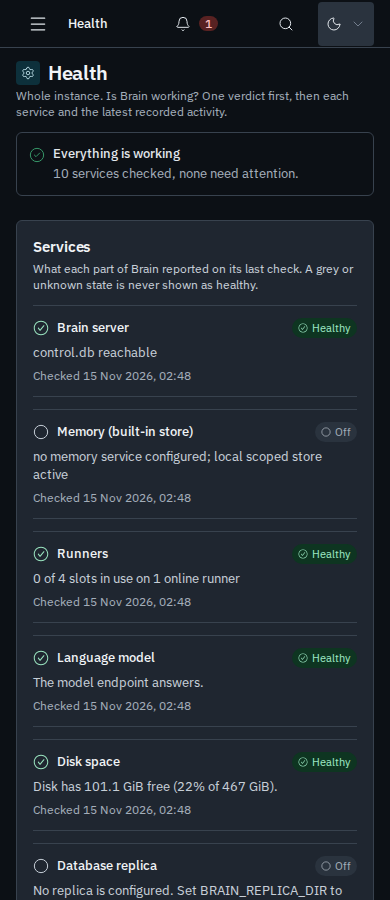 Health
1
Health
Whole instance. Is Brain working? One verdict first, then each
service and the latest recorded activity.
Everything is working
10 services checked, none need attention.
Services
What each part of Brain reported on its last check. A grey or
unknown state is never shown as healthy.
Brain server
Healthy
control.db reachable
Checked 15 Nov 2026, 02:48
Memory (built-in store)
Off
no memory service configured; local scoped store
active
Checked 15 Nov 2026, 02:48
Runners
Healthy
0 of 4 slots in use on 1 online runner
Checked 15 Nov 2026, 02:48
Language model
Healthy
The model endpoint answers.
Checked 15 Nov 2026, 02:48
Disk space
Healthy
Disk has 101.1 GiB free (22% of 467 GiB).
Checked 15 Nov 2026, 02:48
Database replica
Off
No replica is configured. Set BRAIN_REPLICA_DIR to